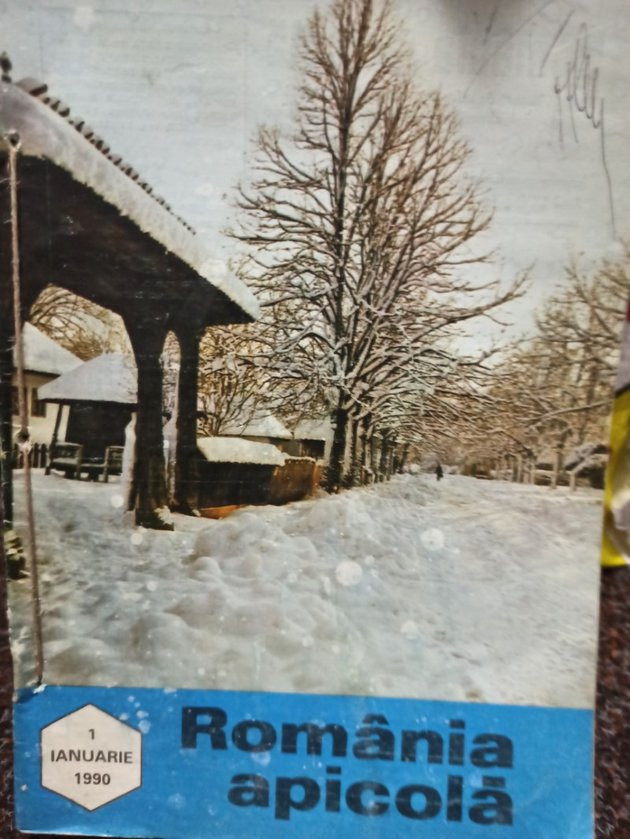 1
IANUARIE
1990
România
apicolă